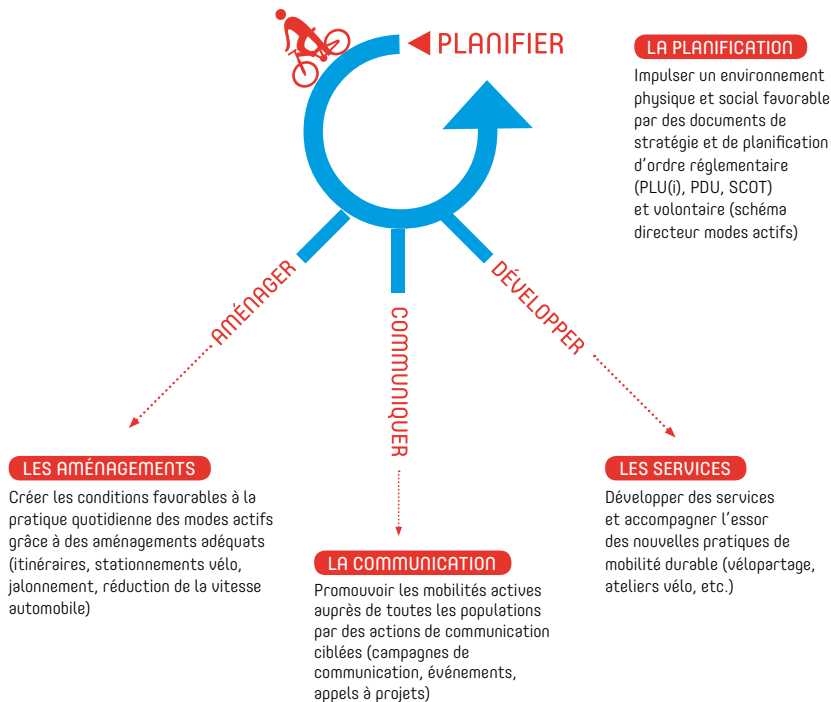 PLANIFIER
LA PLANIFICATION
Impulser un environnement
physique et social favorable
par des documents de
stratégie et de planification
d'ordre réglementaire
(PLU(i), PDU, SCOT)
et volontaire (schéma
directeur modes actifs)
AMÉNAGER
COMMUNIQUER
DÉVELOPPER
LES AMÉNAGEMENTS
Créer les conditions favorables à la
pratique quotidienne des modes actifs
grâce à des aménagements adéquats
(itinéraires, stationnements vélo,
jalonnement, réduction de la vitesse
automobile)
LA COMMUNICATION
Promouvoir les mobilités actives
auprès de toutes les populations
par des actions de communication
ciblées (campagnes de
communication, événements,
appels à projets)
LES SERVICES
Développer des services
et accompagner l'essor
des nouvelles pratiques de
mobilité durable (vélopartage,
ateliers vélo, etc.)